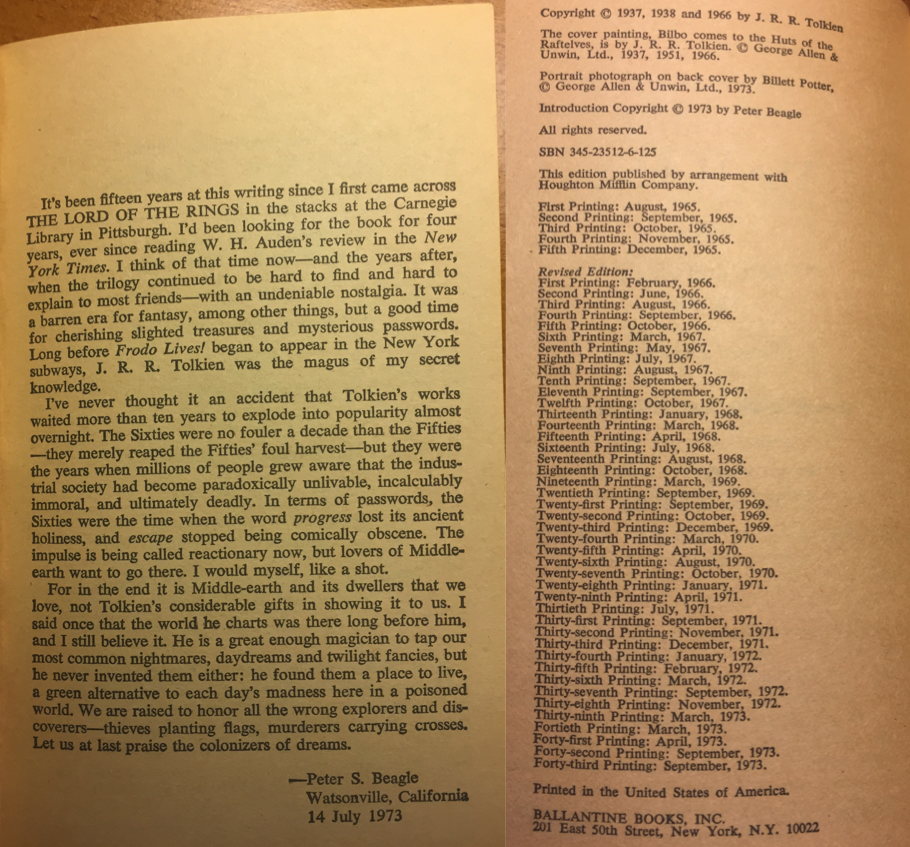 It's been fifteen years at this writing since I first came across
THE LORD OF THE RINGS in the stacks at the Carnegie
Library in Pittsburgh. I'd been looking for the book for four
years, ever since reading W. H. Auden's review in the New
York Times. I think of that time now—and the years after,
when the trilogy continued to be hard to find and hard to
explain to most friends—with an undeniable nostalgia. It was
a barren era for fantasy, among other things, but a good time
for cherishing slighted treasures and mysterious passwords.
Long before Frodo Lives! began to appear in the New York
subways, J. R. R. Tolkien was the magus of my secret
knowledge.
I've never thought it an accident that Tolkien's works
waited more than ten years to explode into popularity almost
overnight. The Sixties were no fouler a decade than the Fifties
—they merely reaped the Fifties' foul harvest—but they were
the years when millions of people grew aware that the indus-
trial society had become paradoxically unlivable, incalculably
immoral, and ultimately deadly. In terms of passwords, the
Sixties were the time when the word progress lost its ancient
holiness, and escape stopped being comically obscene. The
impulse is being called reactionary now, but lovers of Middle-
earth want to go there. I would myself, like a shot.
For in the end it is Middle-earth and its dwellers that we
love, not Tolkien's considerable gifts in showing it to us. I
said once that the world he charts was there long before him,
and I still believe it. He is a great enough magician to tap our
most common nightmares, daydreams and twilight fancies, but
he never invented them either: he found them a place to live,
a green alternative to each day's madness here in a poisoned
world. We are raised to honor all the wrong explorers and dis-
coverers—thieves planting flags, murderers carrying crosses.
Let us at last praise the colonizers of dreams.
—Peter S. Beagle
Watsonville, California
14 July 1973
Copyright © 1937, 1938 and 1966 by J. R. R. Tolkien
The cover painting, Bilbo comes to the Huts of the
Raftelves, is by J. R. R. Tolkien. © George Allen &
Unwin, Ltd., 1937, 1951, 1966.
Portrait photograph on back cover by Billett Potter,
© George Allen & Unwin, Ltd., 1973.
Introduction Copyright © 1973 by Peter Beagle
All rights reserved.
SBN 345-23512-6-125
This edition published by arrangement with
Houghton Mifflin Company.
First Printing: August, 1965.
Second Printing: September, 1965.
Third Printing: October, 1965.
Fourth Printing: November, 1965.
Fifth Printing: December, 1965.
Revised Edition:
First Printing: February, 1966.
Second Printing: June, 1966.
Third Printing: August, 1966.
Fourth Printing: September, 1966.
Fifth Printing: October, 1966.
Sixth Printing: March, 1967.
Seventh Printing: May, 1967.
Eighth Printing: July, 1967.
Ninth Printing: August, 1967.
Tenth Printing: September, 1967.
Eleventh Printing: September, 1967.
Twelfth Printing: October, 1967.
Thirteenth Printing: January, 1968.
Fourteenth Printing: March, 1968.
Fifteenth Printing: April, 1968.
Sixteenth Printing: July, 1968.
Seventeenth Printing: August, 1968.
Eighteenth Printing: October, 1968.
Nineteenth Printing: March, 1969.
Twentieth Printing: September, 1969.
Twenty-first Printing: September, 1969.
Twenty-second Printing: October, 1969.
Twenty-third Printing: December, 1969.
Twenty-fourth Printing: March, 1970.
Twenty-fifth Printing: April, 1970.
Twenty-sixth Printing: August, 1970.
Twenty-seventh Printing: October, 1970.
Twenty-eighth Printing: January, 1971.
Twenty-ninth Printing: April, 1971.
Thirtieth Printing: July, 1971.
Thirty-first Printing: September, 1971.
Thirty-second Printing: November, 1971.
Thirty-third Printing: December, 1971.
Thirty-fourth Printing: January, 1972.
Thirty-fifth Printing: February, 1972.
Thirty-sixth Printing: March, 1972.
Thirty-seventh Printing: September, 1972.
Thirty-eighth Printing: November, 1972.
Thirty-ninth Printing: March, 1973.
Fortieth Printing: March, 1973.
Forty-first Printing: April, 1973.
Forty-second Printing: September, 1973.
Forty-third Printing: September, 1973.
Printed in the United States of America.
BALLANTINE BOOKS, INC.
201 East 50th Street, New York, N.Y. 10022